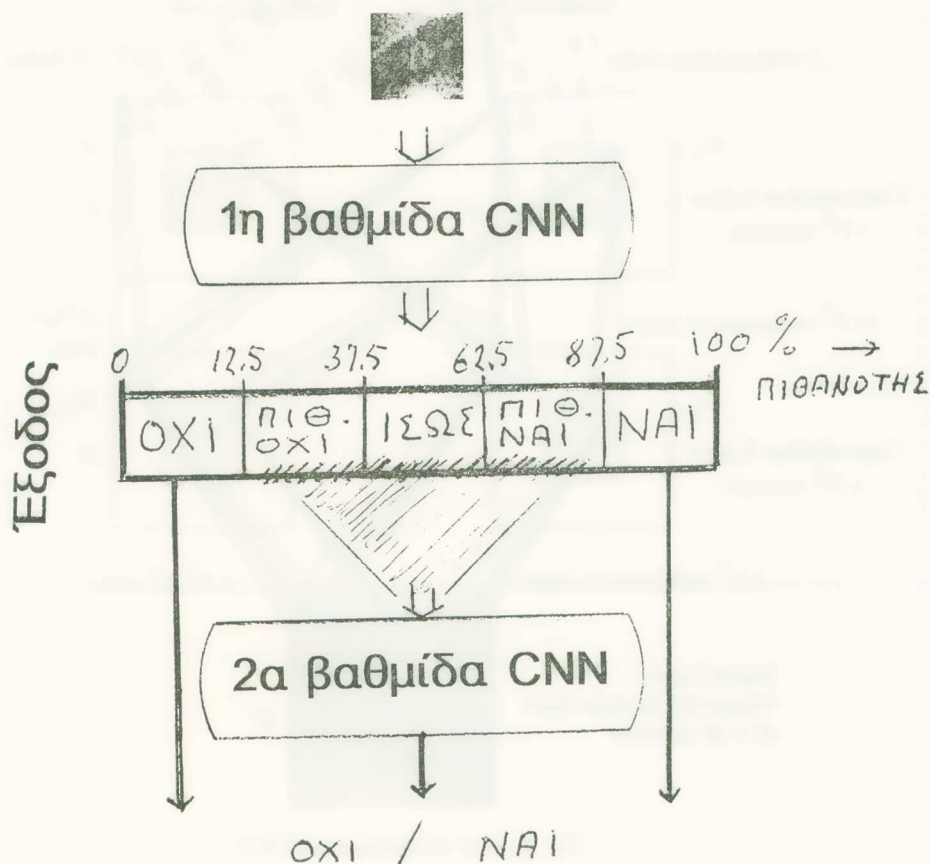 1η βαθμίδα CNN
0 12,5 37,5 62,5 87,5 100 % →
ΠΙΘΑΝΟΤΗΣ
Έξοδος
ΟΧΙ ΠΙΘ. ΟΧΙ ΙΣΩΣ ΠΙΘ. ΝΑΙ ΝΑΙ
2α βαθμίδα CNN
ΟΧΙ / ΝΑΙ